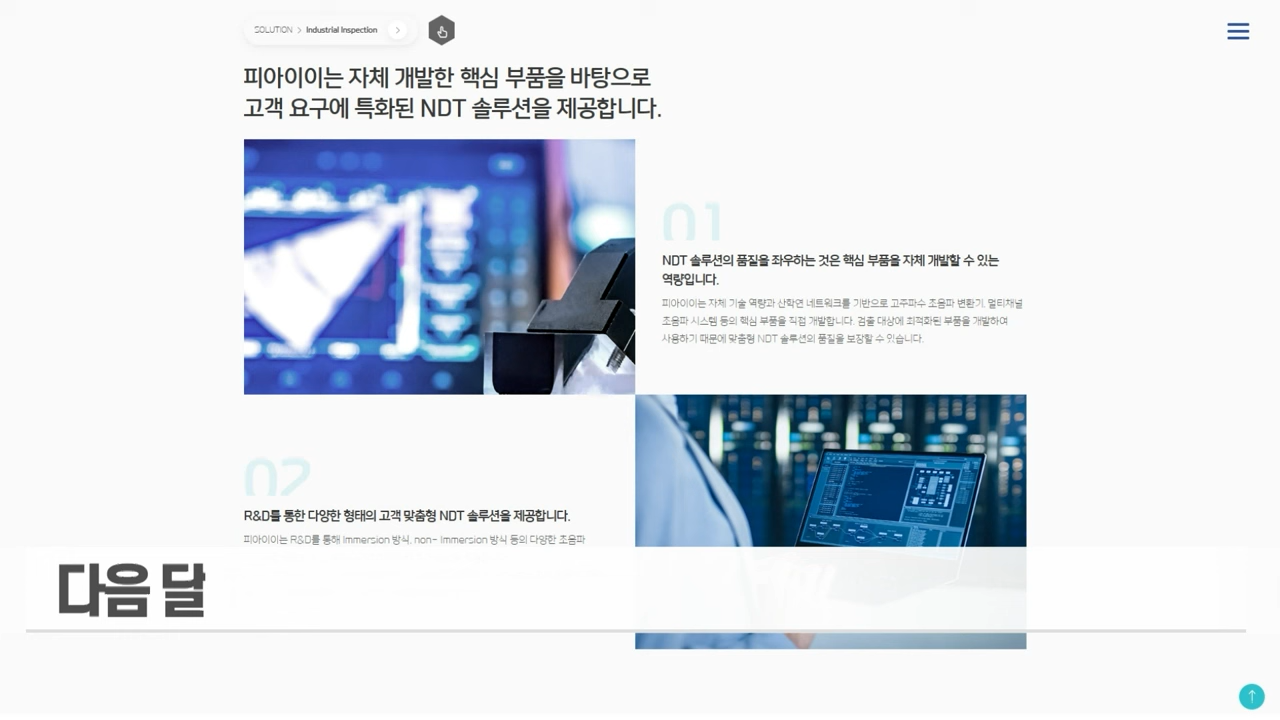 SOLUTION > Industrial Inspection >
피아이이는 자체 개발한 핵심 부품을 바탕으로
고객 요구에 특화된 NDT 솔루션을 제공합니다.
01
NDT 솔루션의 품질을 좌우하는 것은 핵심 부품을 자체 개발할 수 있는
역량입니다.
피아이이는 자체 기술 역량과 산학연 네트워크를 기반으로 고주파수 초음파 변환기, 멀티채널
초음파 시스템 등의 핵심 부품을 직접 개발합니다. 검출 대상에 최적화된 부품을 개발하여
사용하기 때문에 맞춤형 NDT 솔루션의 품질을 보장할 수 있습니다.
02
R&D를 통한 다양한 형태의 고객 맞춤형 NDT 솔루션을 제공합니다.
피아이이는 R&D를 통해 Immersion 방식, non- Immersion 방식 등의 다양한 초음파
다음 달